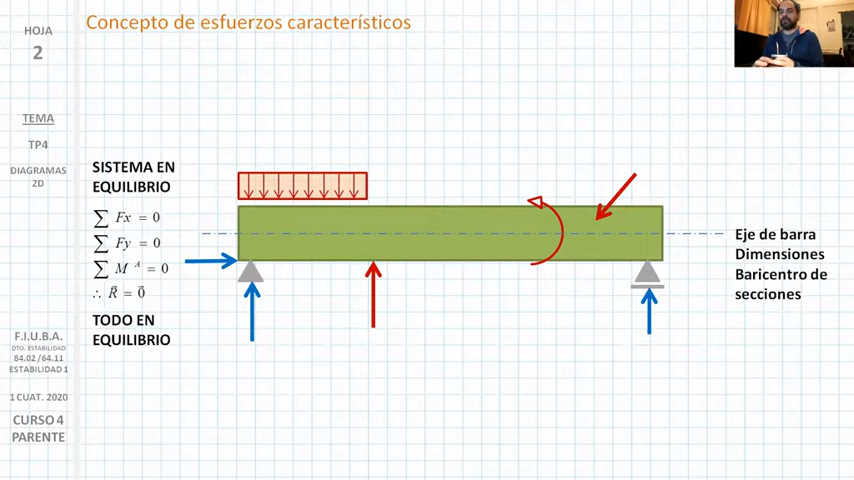 Concepto de esfuerzos característicos
HOJA
2
TEMA
TP4
DIAGRAMAS
2D
SISTEMA EN
EQUILIBRIO
∑ Fx = 0
∑ Fy = 0
∑ M ᴬ = 0
∴ R⃗ = 0⃗
TODO EN
EQUILIBRIO
Eje de barra
Dimensiones
Baricentro de
secciones
F.I.U.B.A.
DTO. ESTABILIDAD
84.02 /64.11
ESTABILIDAD 1
1 CUAT. 2020
CURSO 4
PARENTE